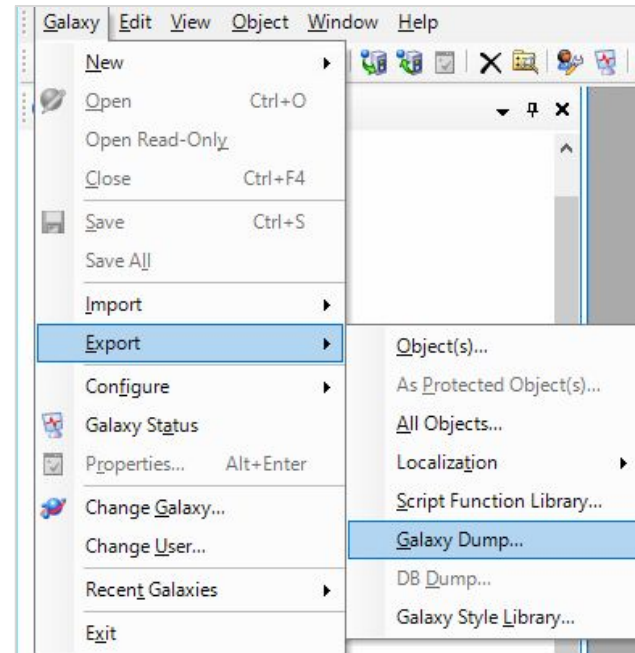 Galaxy Edit View Object Window Help
New
Open Ctrl+O
Open Read-Only
Close Ctrl+F4
Save Ctrl+S
Save All
Import
Export
Configure
Galaxy Status
Properties... Alt+Enter
Change Galaxy...
Change User...
Recent Galaxies
Exit
Object(s)...
As Protected Object(s)...
All Objects...
Localization
Script Function Library...
Galaxy Dump...
DB Dump...
Galaxy Style Library...